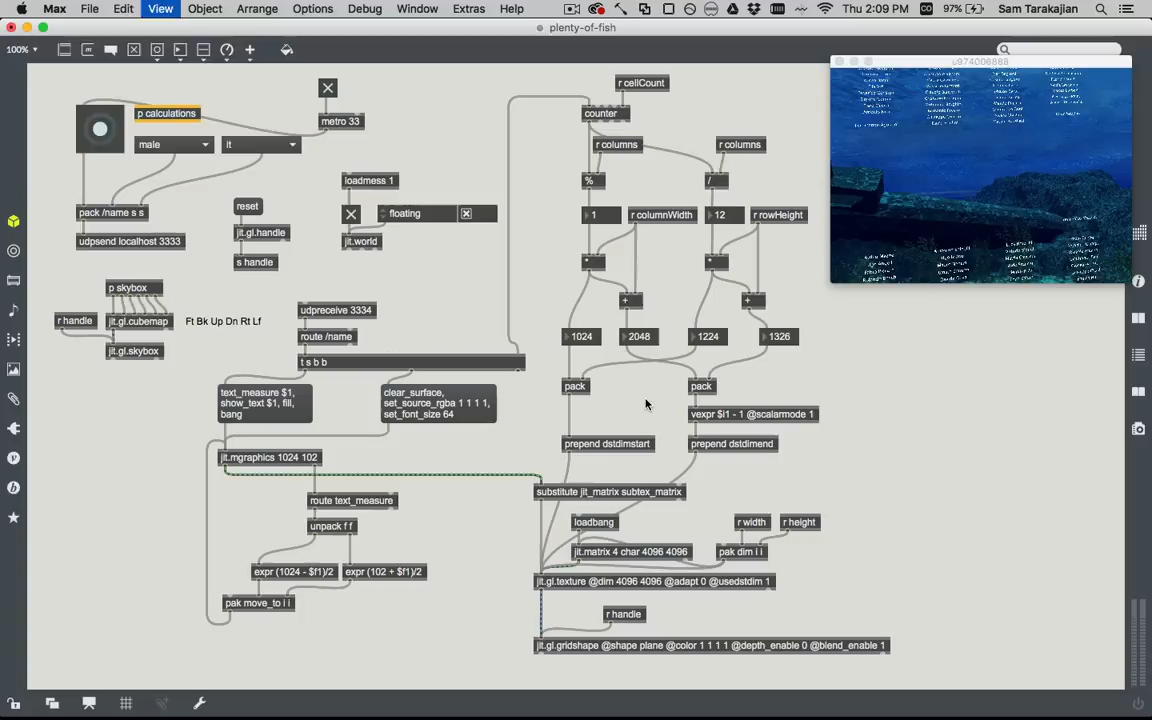 Max File Edit View Object Arrange Options Debug Window Extras Help
Thu 2:09 PM
97%
Sam Tarakajian
plenty-of-fish
100%
u974006868
p calculations
metro 33
male
it
pack /name s s
udpsend localhost 3333
reset
jit.gl.handle
s handle
loadmess 1
floating
jit.world
p skybox
r handle
jit.gl.cubemap
Ft Bk Up Dn Rt Lf
jit.gl.skybox
udpreceive 3334
route /name
t s b b
text_measure $1,
show_text $1, fill,
bang
clear_surface,
set_source_rgba 1 1 1 1,
set_font_size 64
jit.mgraphics 1024 102
route text_measure
unpack f f
expr (1024 - $f1)/2
expr (102 + $f1)/2
pak move_to i i
r cellCount
counter
r columns
r columns
%
/
1
r columnWidth
12
r rowHeight
*
*
+
+
1024
2048
1224
1326
pack
pack
vexpr $i1 - 1 @scalarmode 1
prepend dstdimstart
prepend dstdimend
substitute jit_matrix subtex_matrix
loadbang
r width
r height
jit.matrix 4 char 4096 4096
pak dim i i
jit.gl.texture @dim 4096 4096 @adapt 0 @usedstdim 1
r handle
jit.gl.gridshape @shape plane @color 1 1 1 1 @depth_enable 0 @blend_enable 1